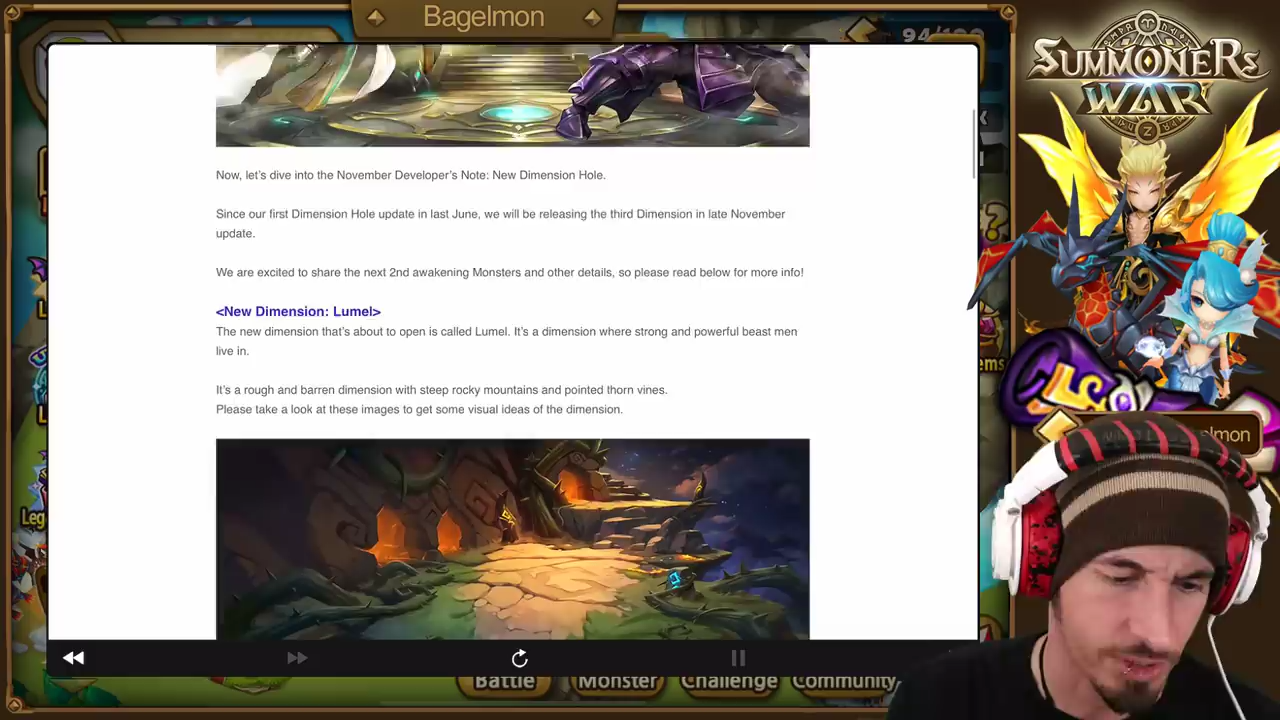 Bagelmon
94/1
SUMMONERS
WAR
Now, let's dive into the November Developer's Note: New Dimension Hole.
Since our first Dimension Hole update in last June, we will be releasing the third Dimension in late November
update.
We are excited to share the next 2nd awakening Monsters and other details, so please read below for more info!
<New Dimension: Lumel>
The new dimension that's about to open is called Lumel. It's a dimension where strong and powerful beast men
live in.
It's a rough and barren dimension with steep rocky mountains and pointed thorn vines.
Please take a look at these images to get some visual ideas of the dimension.
ems
elmon
Leg
Battle
Monster
Challenge
Community